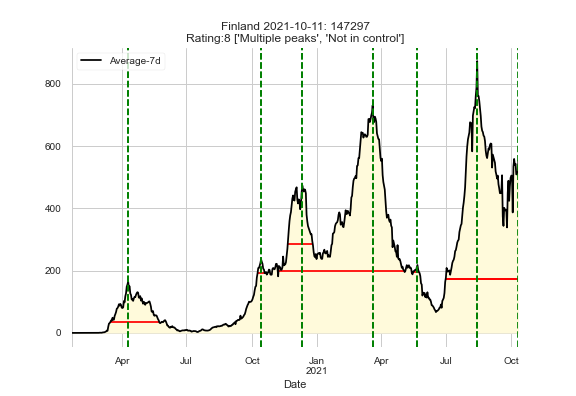 Finland 2021-10-11: 147297
Rating:8 ['Multiple peaks', 'Not in control']
Average-7d
800
600
400
200
0
Apr Jul Oct Jan Apr Jul Oct
2021
Date